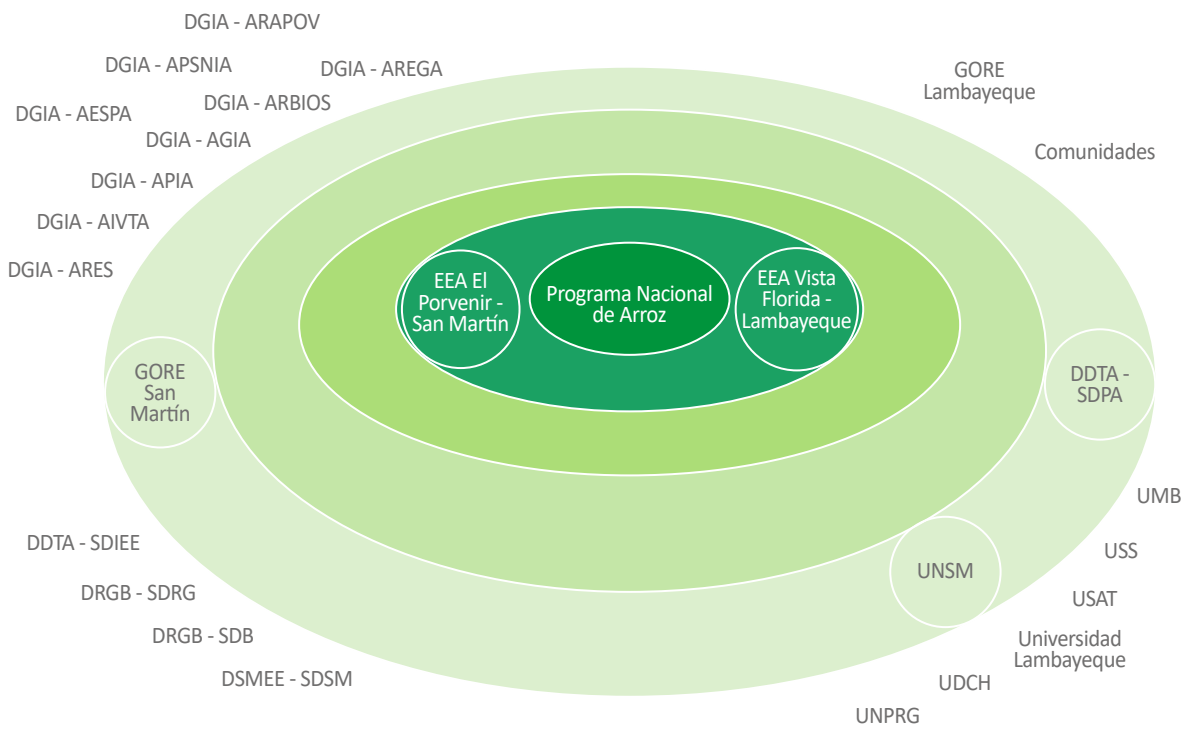 DGIA - ARAPOV
DGIA - APSNIA
DGIA - AREGA
DGIA - AESPA
DGIA - ARBIOS
DGIA - AGIA
DGIA - APIA
DGIA - AIVTA
DGIA - ARES
GORE
Lambayeque
Comunidades
EEA El
Porvenir -
San Martín
Programa Nacional
de Arroz
EEA Vista
Florida -
Lambayeque
GORE
San
Martín
DDTA -
SDPA
UMB
USS
USAT
Universidad
Lambayeque
UDCH
UNPRG
UNSM
DDTA - SDIEE
DRGB - SDRG
DRGB - SDB
DSMEE - SDSM